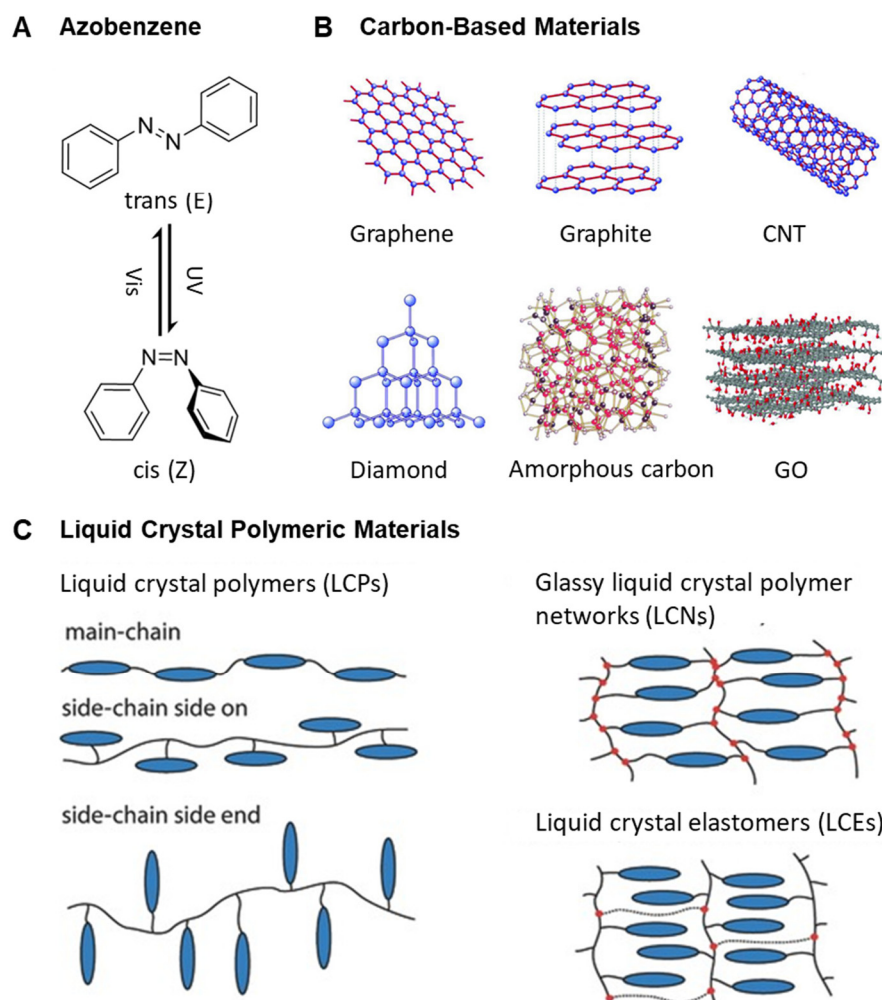 A Azobenzene
N
N
trans (E)
Vis
UV
N=N
cis (Z)
B Carbon-Based Materials
Graphene
Graphite
CNT
Diamond
Amorphous carbon
GO
C Liquid Crystal Polymeric Materials
Liquid crystal polymers (LCPs)
main-chain
side-chain side on
side-chain side end
Glassy liquid crystal polymer
networks (LCNs)
Liquid crystal elastomers (LCEs)